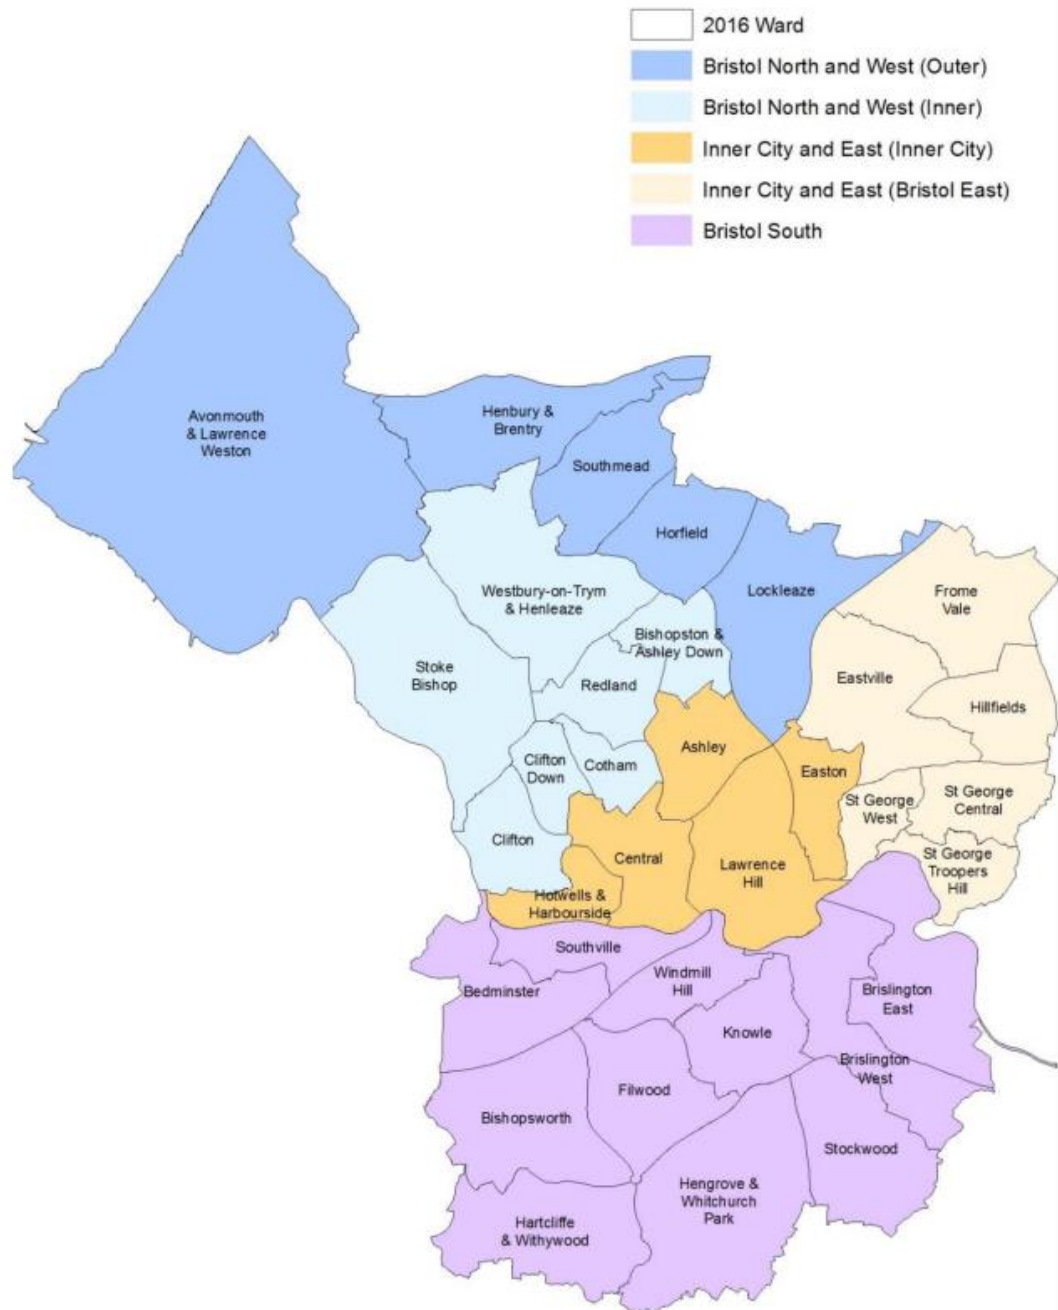 2016 Ward
Bristol North and West (Outer)
Bristol North and West (Inner)
Inner City and East (Inner City)
Inner City and East (Bristol East)
Bristol South
Avonmouth
& Lawrence
Weston
Henbury &
Brentry
Southmead
Horfield
Lockleaze
Frome
Vale
Westbury-on-Trym
& Henleaze
Bishopston &
Ashley Down
Stoke
Bishop
Redland
Eastville
Hillfields
Ashley
Clifton
Down
Cotham
Easton
St George
West
St George
Central
Clifton
Central
Lawrence
Hill
St George
Troopers
Hill
Hotwells &
Harbourside
Southville
Windmill
Hill
Bedminster
Brislington
East
Knowle
Brislington
West
Filwood
Bishopsworth
Stockwood
Hengrove &
Whitchurch
Park
Hartcliffe
& Withywood